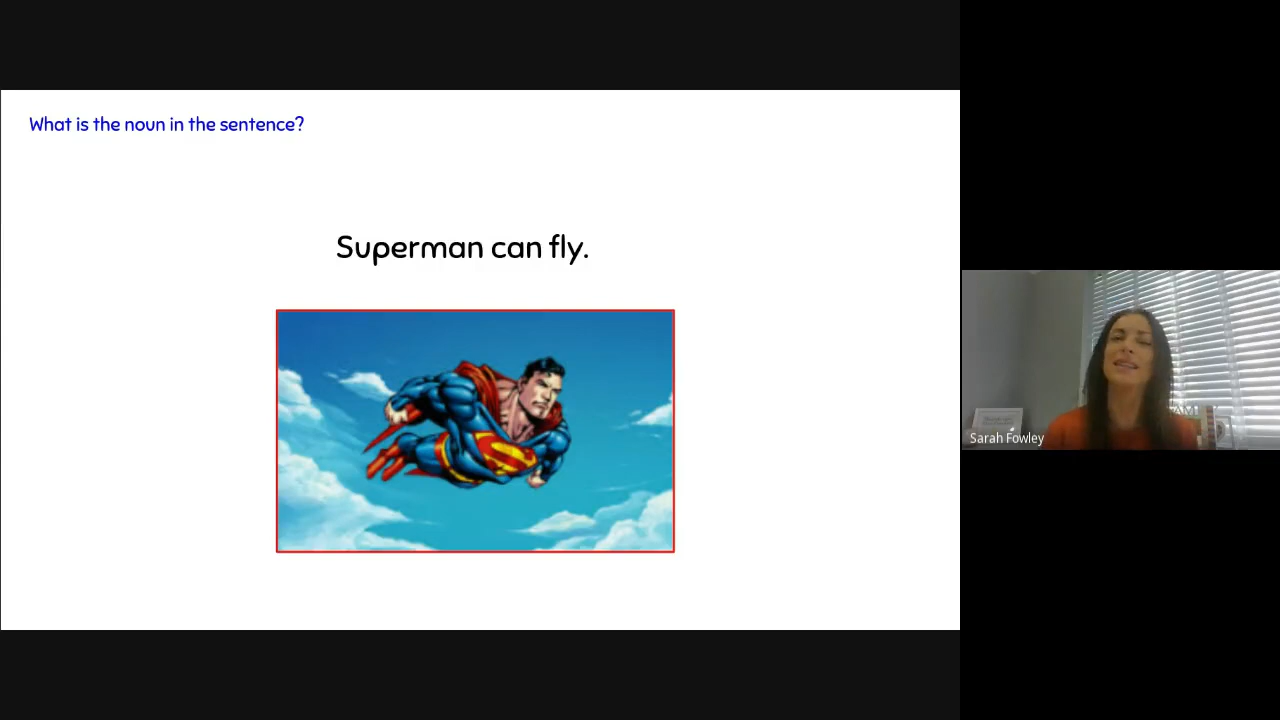 What is the noun in the sentence?
Superman can fly.
Sarah Fowley